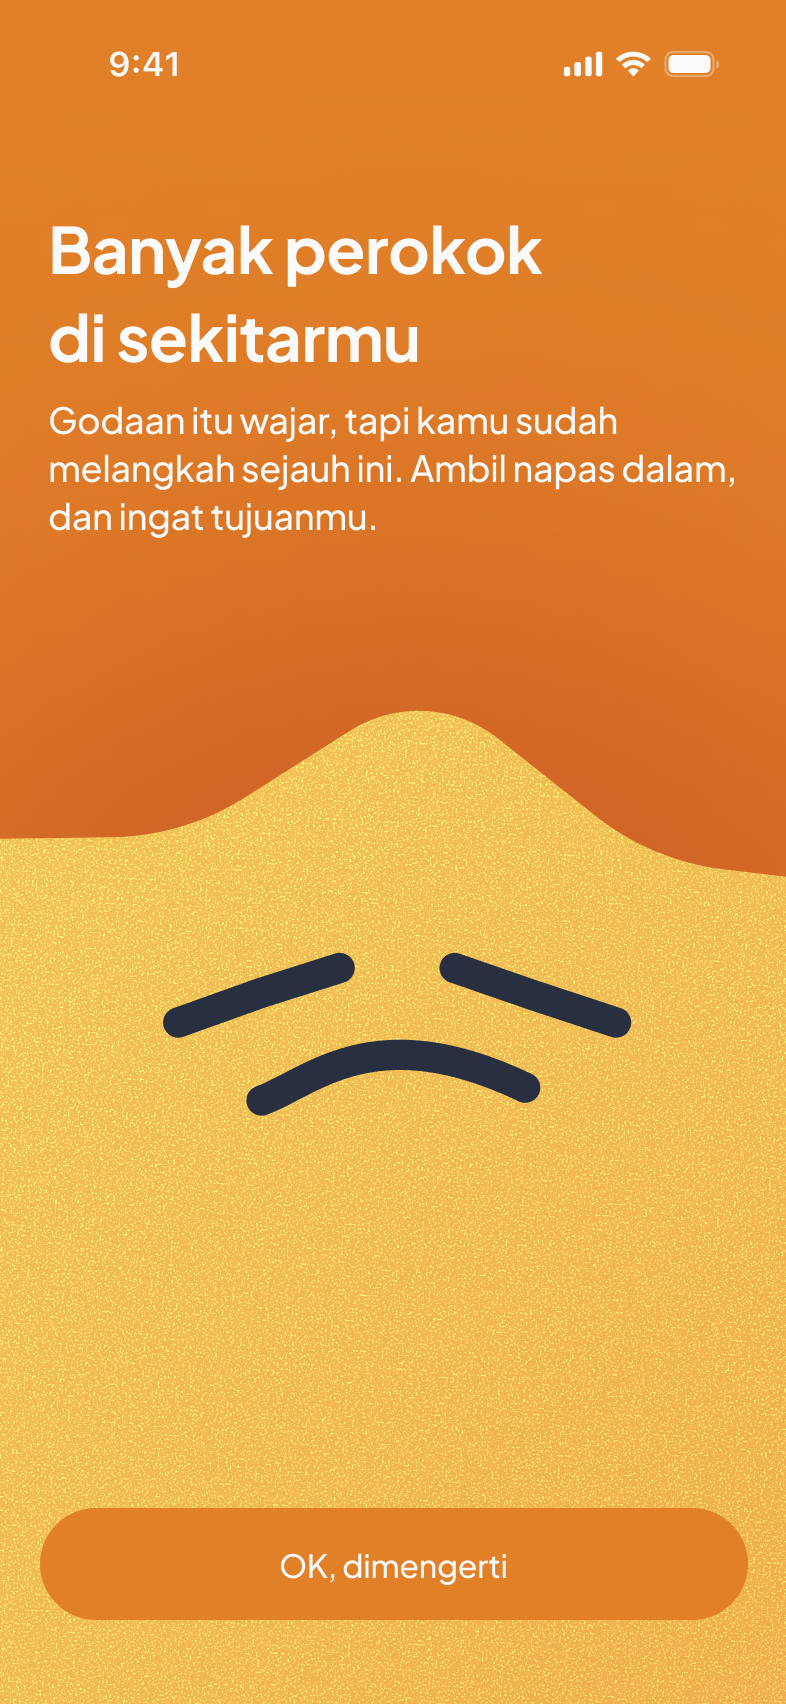 9:41
Banyak perokok
di sekitarmu
Godaan itu wajar, tapi kamu sudah
melangkah sejauh ini. Ambil napas dalam,
dan ingat tujuanmu.
OK, dimengerti